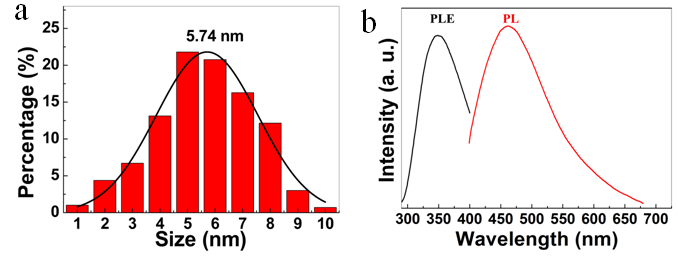 a
5.74 nm
Percentage (%)
25
20
15
10
5
0
1 2 3 4 5 6 7 8 9 10
Size (nm)
b
PLE PL
Intensity (a. u.)
300 350 400 450 500 550 600 650 700
Wavelength (nm)